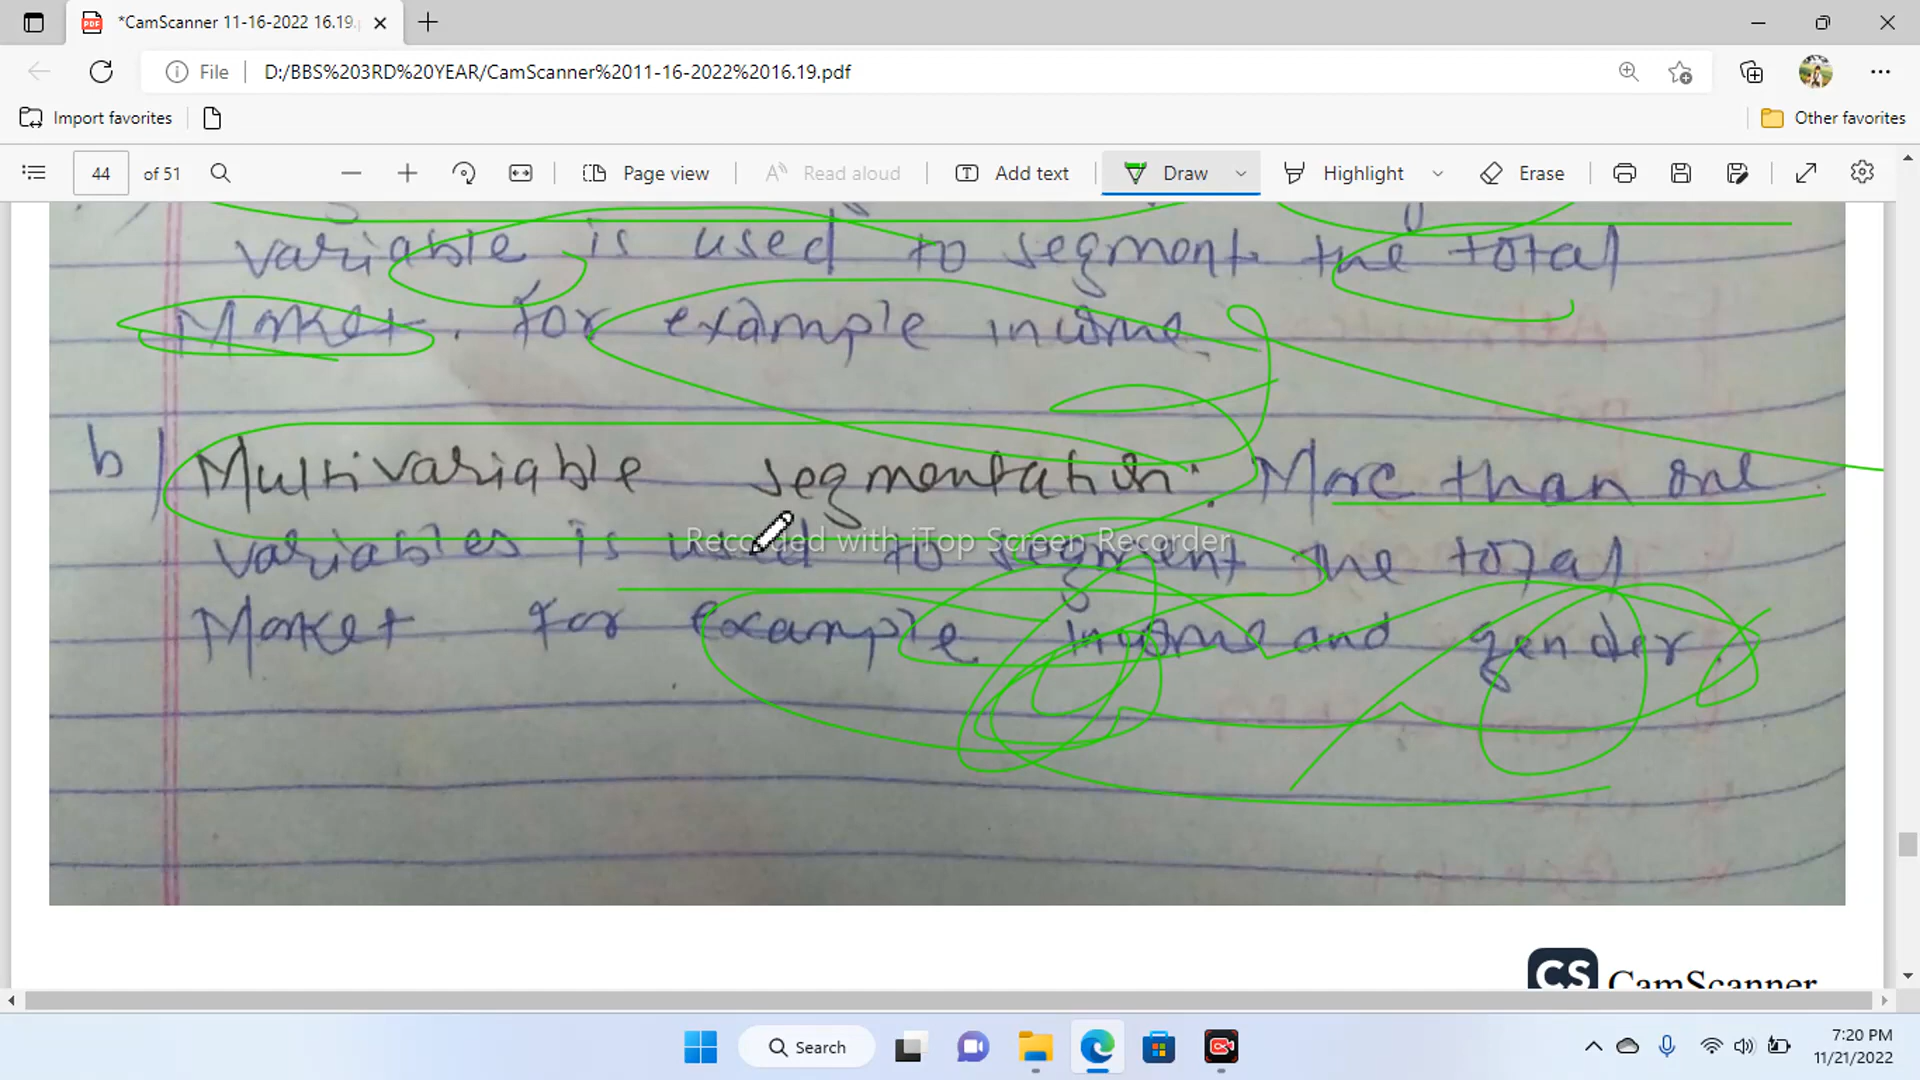 *CamScanner 11-16-2022 16.19.
File D:/BBS%203RD%20YEAR/CamScanner%2011-16-2022%2016.19.pdf
Import favorites Other favorites
44 of 51 Page view Read aloud Add text Draw Highlight Erase
variable is used to segment the total
Market. for example income.
b) Multivariable segmentation: More than one
variables is used to segment the total
Market for example income and gender.
Recorded with iTop Screen Recorder
CS CamScanner
Search
7:20 PM
11/21/2022